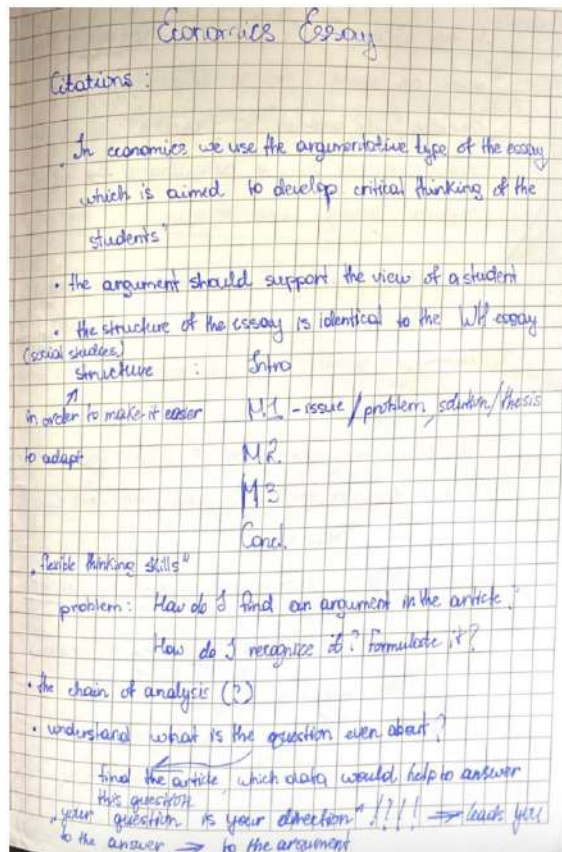 Economics Essay
Citations :
„In economics we use the argumentative type of the essay
which is aimed to develop critical thinking of the
students"
• the argument should support the view of a student
• the structure of the essay is identical to the WH essay
(social studies)
structure : Intro
in order to make it easier M1 - issue / problem, solution/thesis
to adapt M2
M3
Concl.
„flexible thinking skills"
problem: How do I find an argument in the article?
How do I recognize it? Formulate it?
• the chain of analysis (?)
• understand what is the question even about?
find the article, which data would help to answer
this question
„your question is your direction" !?!! → leads you
to the answer → to the argument